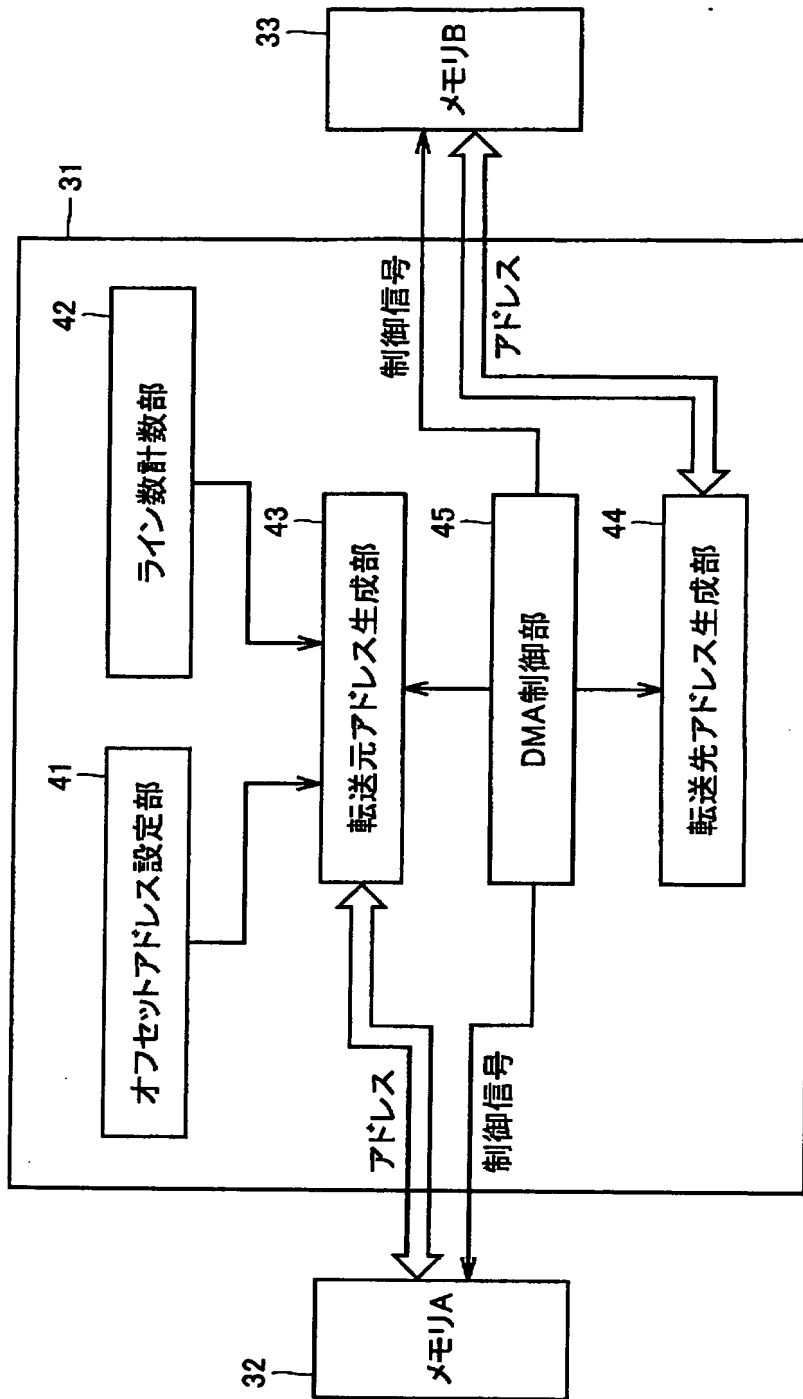 31
オフセットアドレス設定部
41
ライン数計数部
42
転送元アドレス生成部
43
メモリA
32
アドレス
制御信号
DMA制御部
45
制御信号
アドレス
メモリB
33
転送先アドレス生成部
44